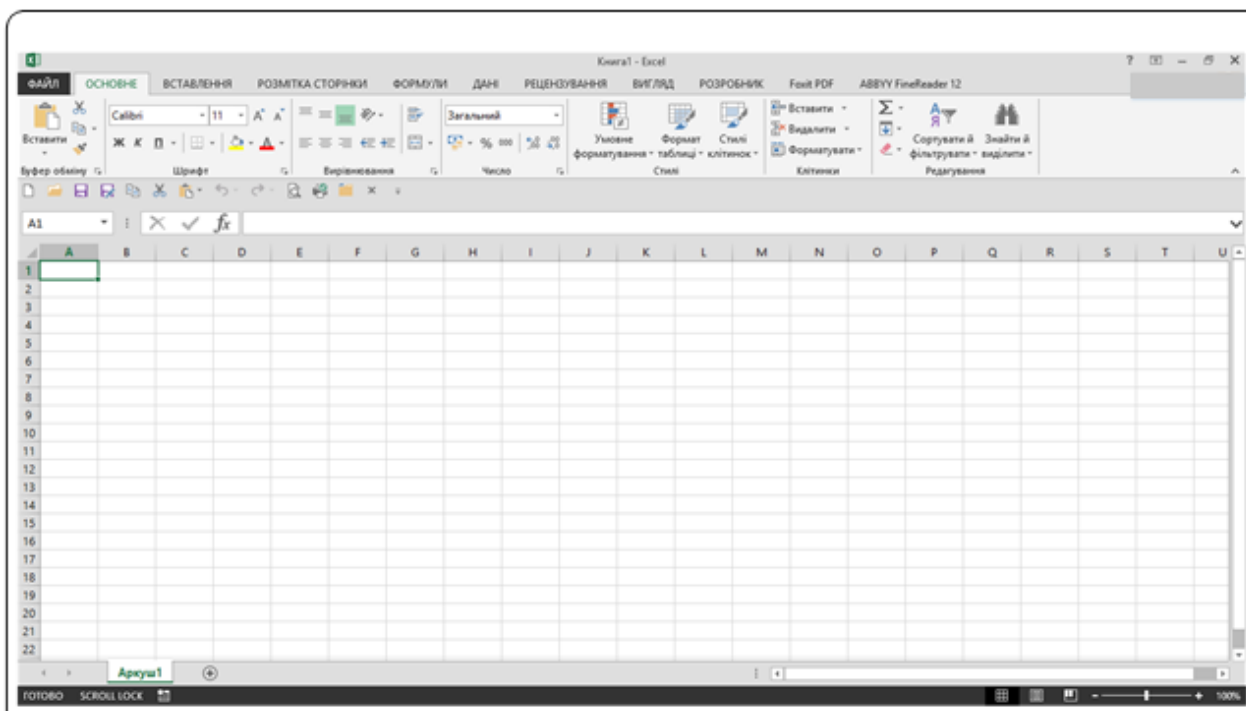 Книга1 - Excel
ФАЙЛ ОСНОВНЕ ВСТАВЛЕННЯ РОЗМІТКА СТОРІНКИ ФОРМУЛИ ДАНІ РЕЦЕНЗУВАННЯ ВИГЛЯД РОЗРОБНИК Foxit PDF ABBYY FineReader 12
Вставити
Calibri 11
Ж К П
Загальний
% 000
Умовне форматування
Формат таблиці
Стилі клітинок
Вставити
Видалити
Форматувати
Сортувати й фільтрувати
Знайти й виділити
Буфер обміну Шрифт Вирівнювання Число Стилі Клітинки Редагування
A1 fx
A B C D E F G H I J K L M N O P Q R S T U
1
2
3
4
5
6
7
8
9
10
11
12
13
14
15
16
17
18
19
20
21
22
Аркуш1
ГОТОВО SCROLL LOCK 100%